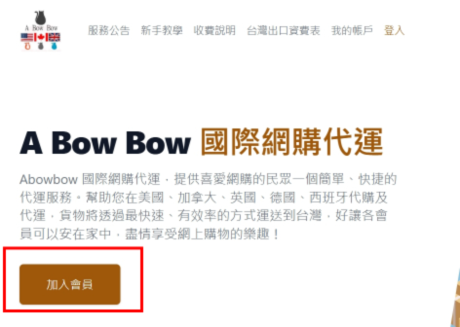 A Bow Bow
服務公告 新手教學 收費說明 台灣出口資費表 我的帳戶 登入
A Bow Bow 國際網購代運
Abowbow 國際網購代運，提供喜愛網購的民眾一個簡單、快捷的
代運服務。幫助您在美國、加拿大、英國、德國、西班牙代購及
代運，貨物將透過最快速、有效率的方式運送到台灣，好讓各會
員可以安在家中，盡情享受網上購物的樂趣！
加入會員